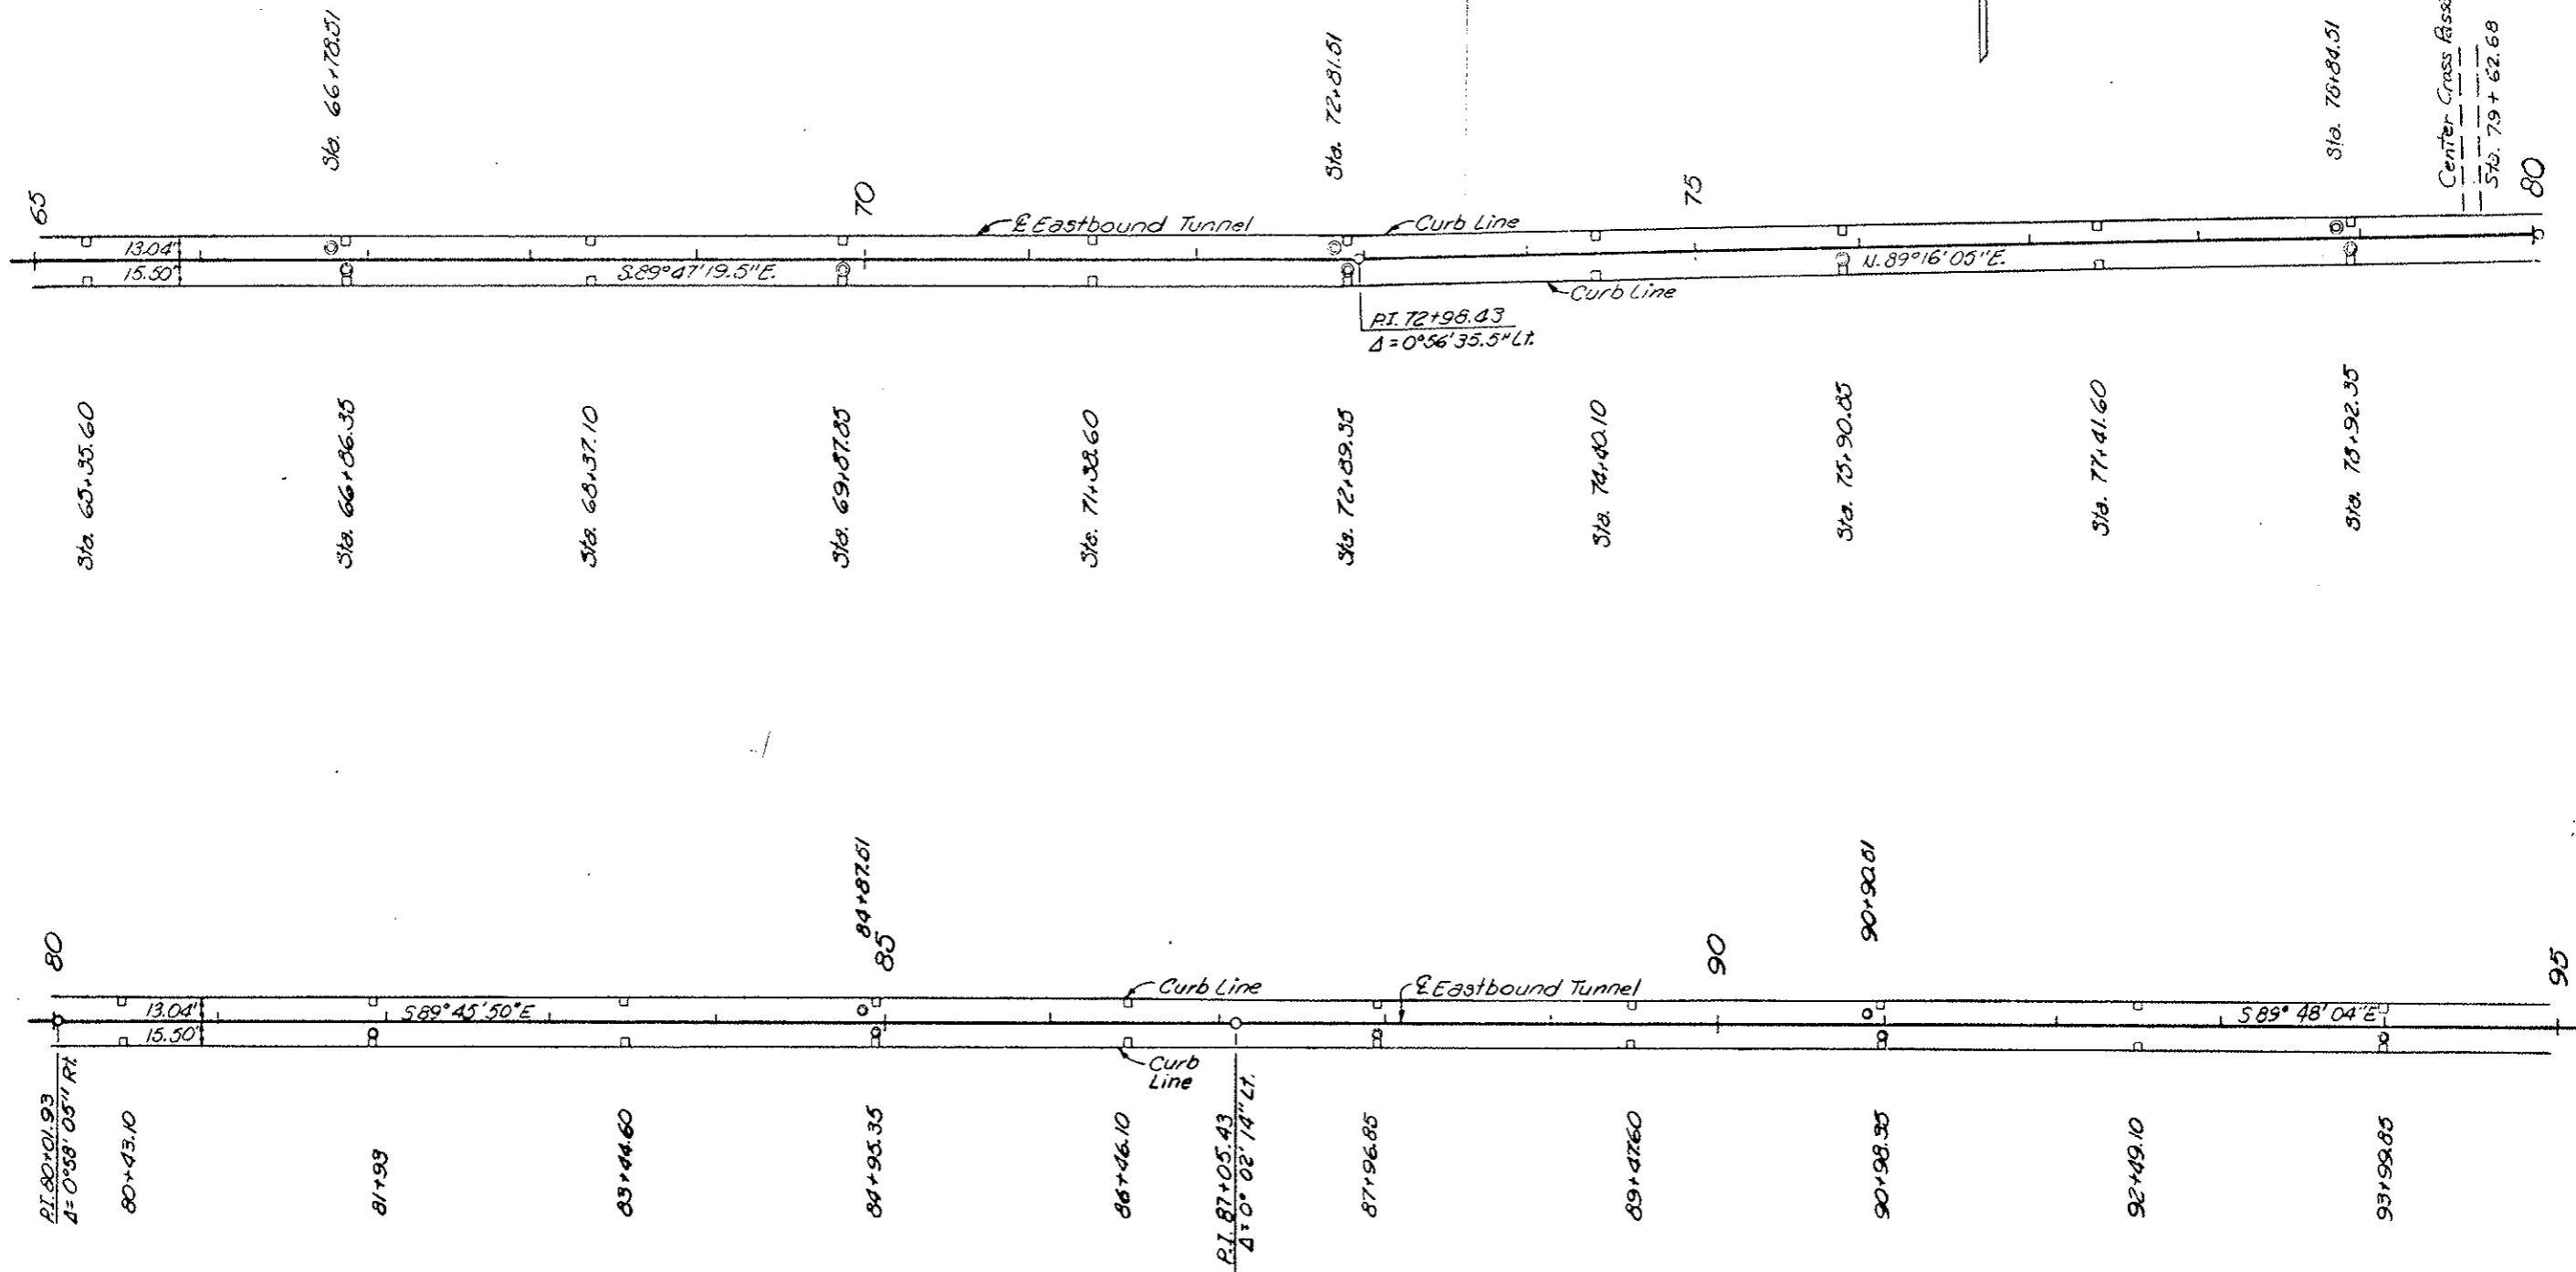 Sta. 66+78.51
Sta. 72+81.51
Sta. 78+84.51
Center Cross
Sta. 79+62.68
65
70
75
80
℄ Eastbound Tunnel
Curb Line
13.04'
15.50'
S.89°47'19.5"E.
N.89°16'05"E.
Curb Line
P.I. 72+98.43
Δ=0°56'35.5"Lt.
Sta. 65+35.60
Sta. 66+86.35
Sta. 68+37.10
Sta. 69+87.85
Sta. 71+38.60
Sta. 72+89.35
Sta. 74+40.10
Sta. 75+90.85
Sta. 77+41.60
Sta. 78+92.35
84+87.51
90+90.51
80
85
90
95
Curb Line
℄ Eastbound Tunnel
13.04'
S89°45'50"E
S89°48'04"E
15.50'
Curb
Line
P.I. 80+01.93
Δ=0°58'05" Rt.
80+43.10
81+93
83+44.60
84+95.35
86+46.10
P.I. 87+05.43
Δ=0°02'14" Lt.
87+96.85
89+47.60
90+98.35
92+49.10
93+99.85